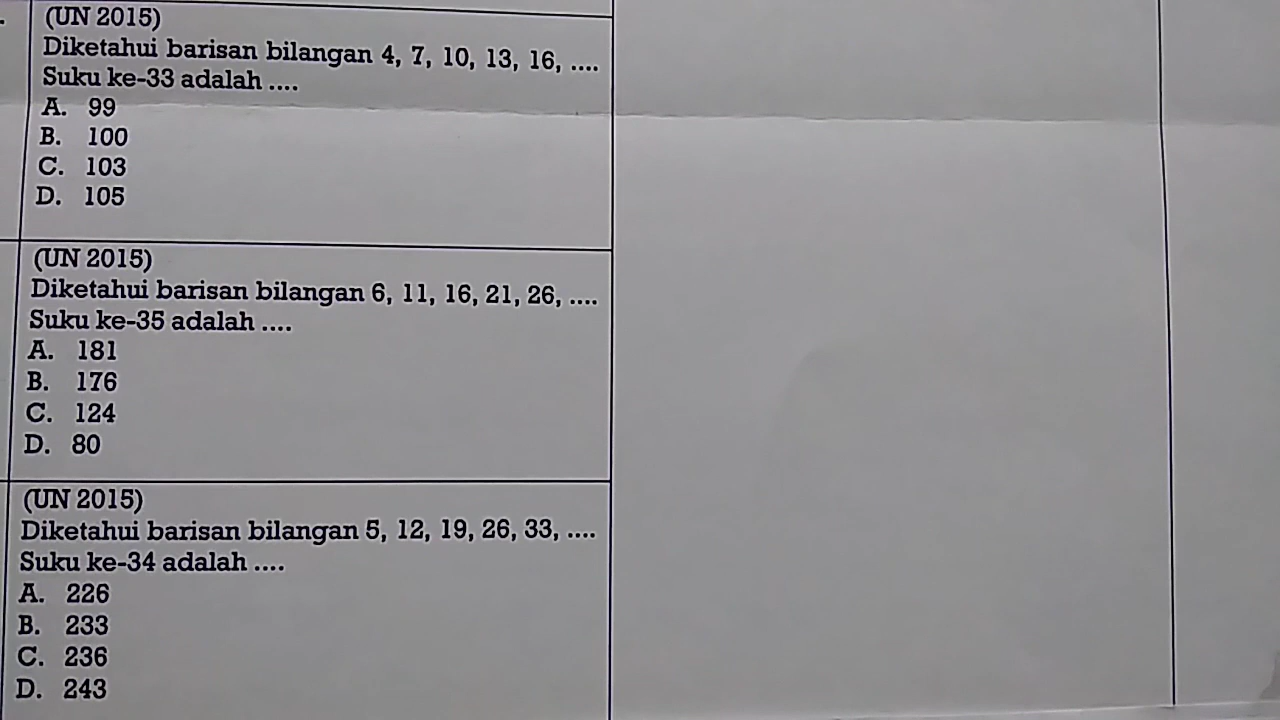 (UN 2015)
Diketahui barisan bilangan 4, 7, 10, 13, 16, ....
Suku ke-33 adalah ....
A. 99
B. 100
C. 103
D. 105
(UN 2015)
Diketahui barisan bilangan 6, 11, 16, 21, 26, ....
Suku ke-35 adalah ....
A. 181
B. 176
C. 124
D. 80
(UN 2015)
Diketahui barisan bilangan 5, 12, 19, 26, 33, ....
Suku ke-34 adalah ....
A. 226
B. 233
C. 236
D. 243